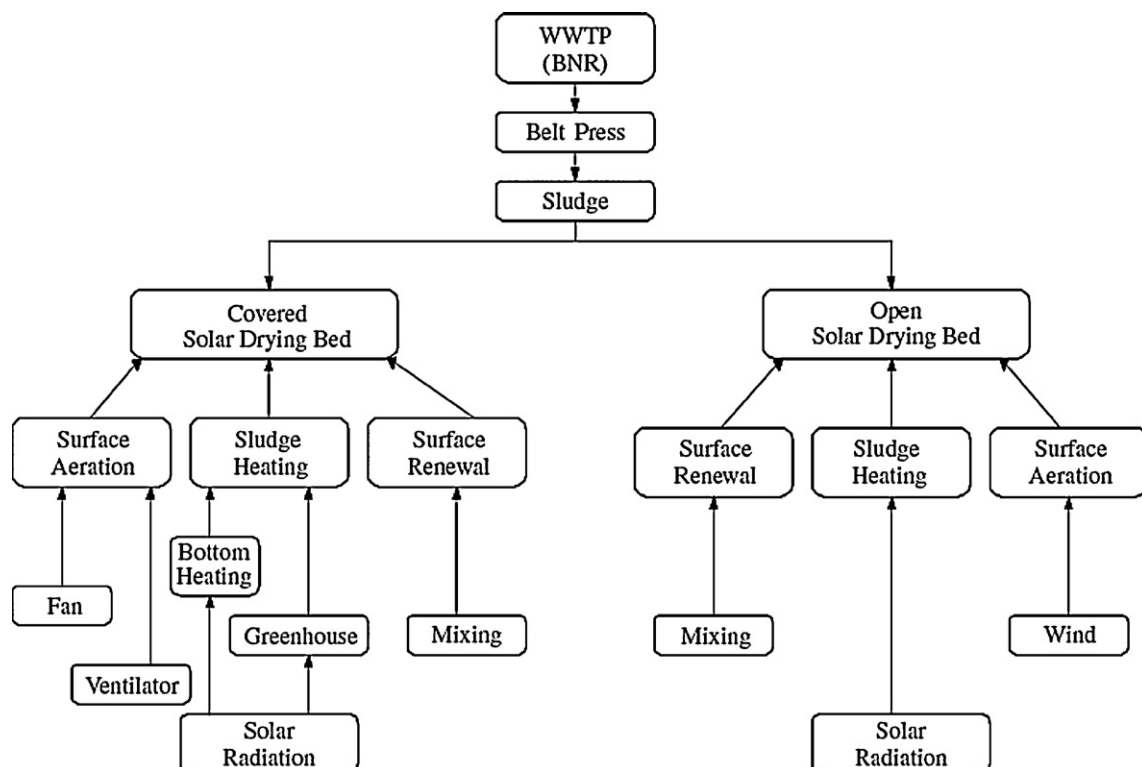 WWTP
(BNR)
Belt Press
Sludge
Covered
Solar Drying Bed
Open
Solar Drying Bed
Surface
Aeration
Sludge
Heating
Surface
Renewal
Surface
Renewal
Sludge
Heating
Surface
Aeration
Bottom
Heating
Fan
Greenhouse
Mixing
Mixing
Wind
Ventilator
Solar
Radiation
Solar
Radiation